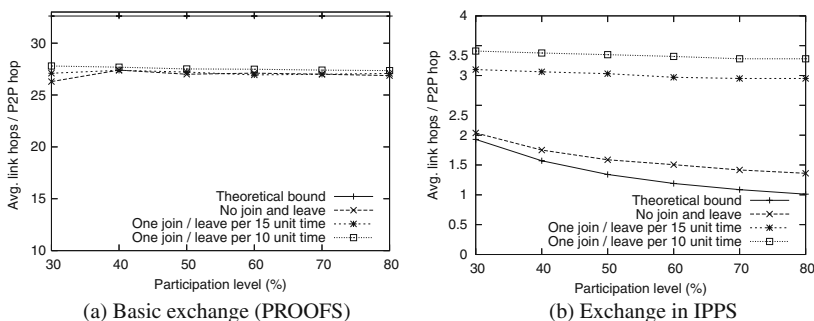 Avg. link hops / P2P hop
30
25
20
15
10
Theoretical bound
No join and leave
One join / leave per 15 unit time
One join / leave per 10 unit time
30 40 50 60 70 80
Participation level (%)
(a) Basic exchange (PROOFS)
Avg. link hops / P2P hop
4
3.5
3
2
1.5
1
0.5
0
Theoretical bound
No join and leave
One join / leave per 15 unit time
One join / leave per 10 unit time
30 40 50 60 70 80
Participation level (%)
(b) Exchange in IPPS